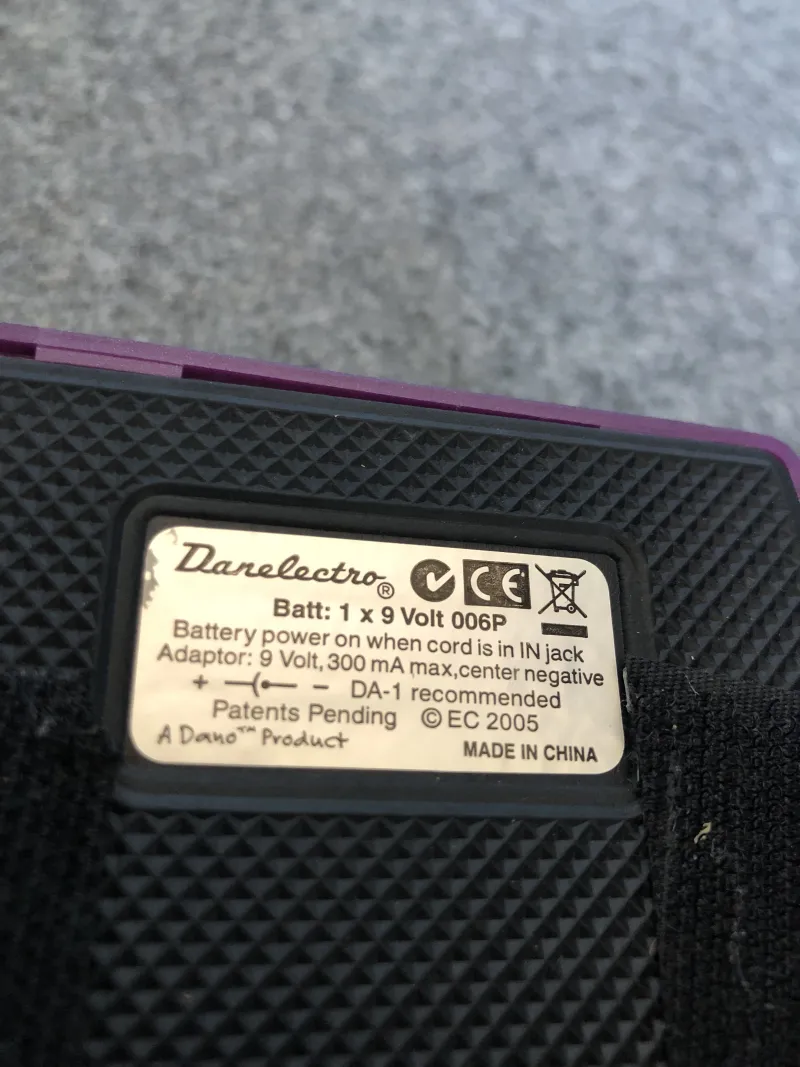 Danelectro® CE
Batt: 1 x 9 Volt 006P
Battery power on when cord is in IN jack
Adaptor: 9 Volt, 300 mA max,center negative
+ – DA-1 recommended
Patents Pending © EC 2005
A Dano™ Product
MADE IN CHINA